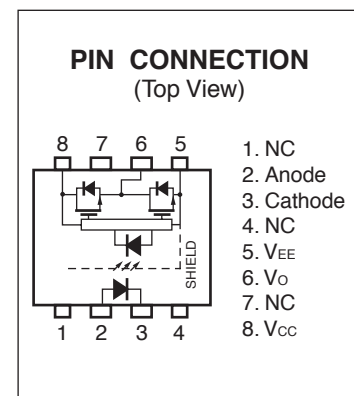 PIN CONNECTION
(Top View)
8 7 6 5
SHIELD
1 2 3 4
1. NC
2. Anode
3. Cathode
4. NC
5. VEE
6. VO
7. NC
8. VCC